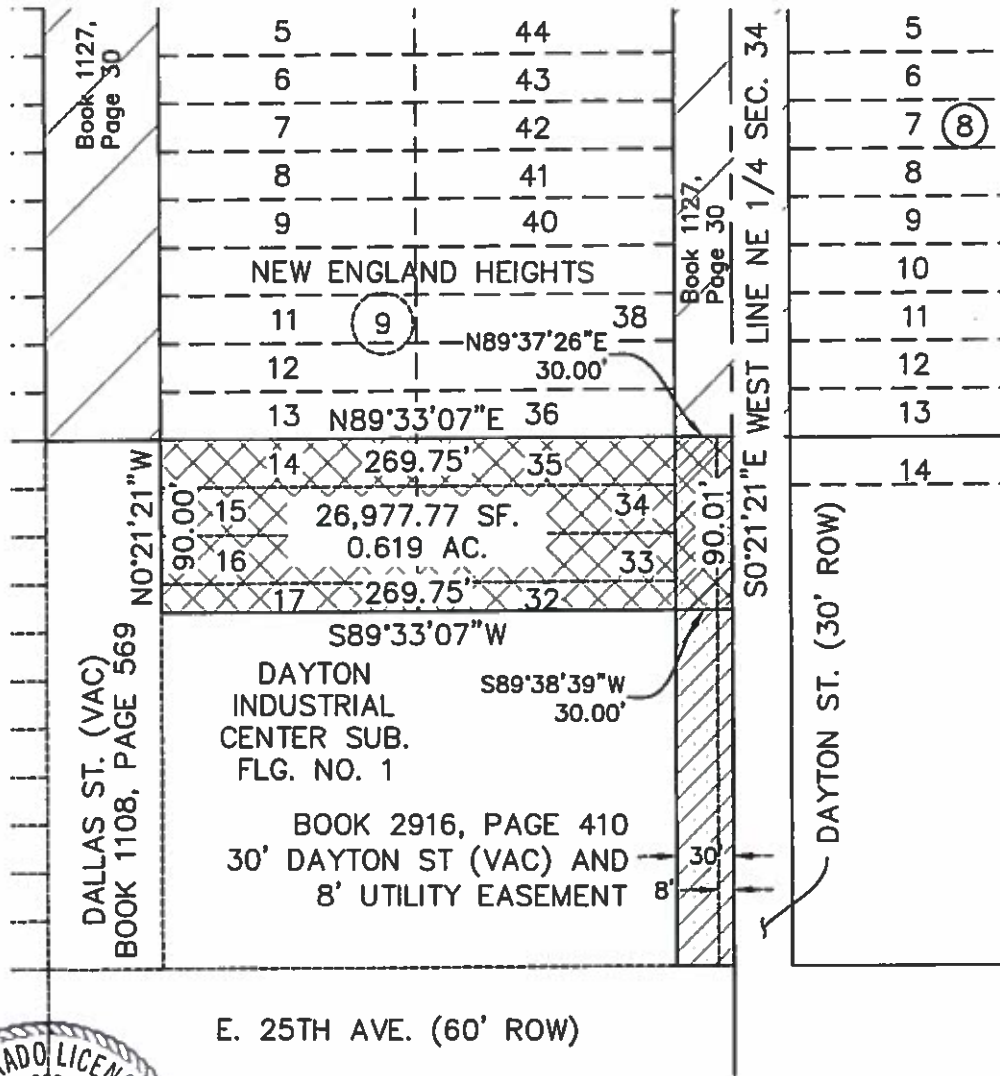 Book 1127,
Page 30
5 44
6 43
7 42
8 41
9 40
NEW ENGLAND HEIGHTS
11 9 38
12
13 36
N89°37'26"E
30.00'
N89°33'07"E
14 269.75' 35
15 34
26,977.77 SF.
0.619 AC.
16 33
17 269.75' 32
S89°33'07"W
N0°21'21"W
90.00'
90.01'
S0°21'21"E
Book 1127,
Page 30
WEST LINE NE 1/4 SEC. 34
5
6
7 8
8
9
10
11
12
13
14
DAYTON
INDUSTRIAL
CENTER SUB.
FLG. NO. 1
S89°38'39"W
30.00'
BOOK 2916, PAGE 410
30' DAYTON ST (VAC) AND
8' UTILITY EASEMENT
30'
8'
DALLAS ST. (VAC)
BOOK 1108, PAGE 569
DAYTON ST. (30' ROW)
E. 25TH AVE. (60' ROW)